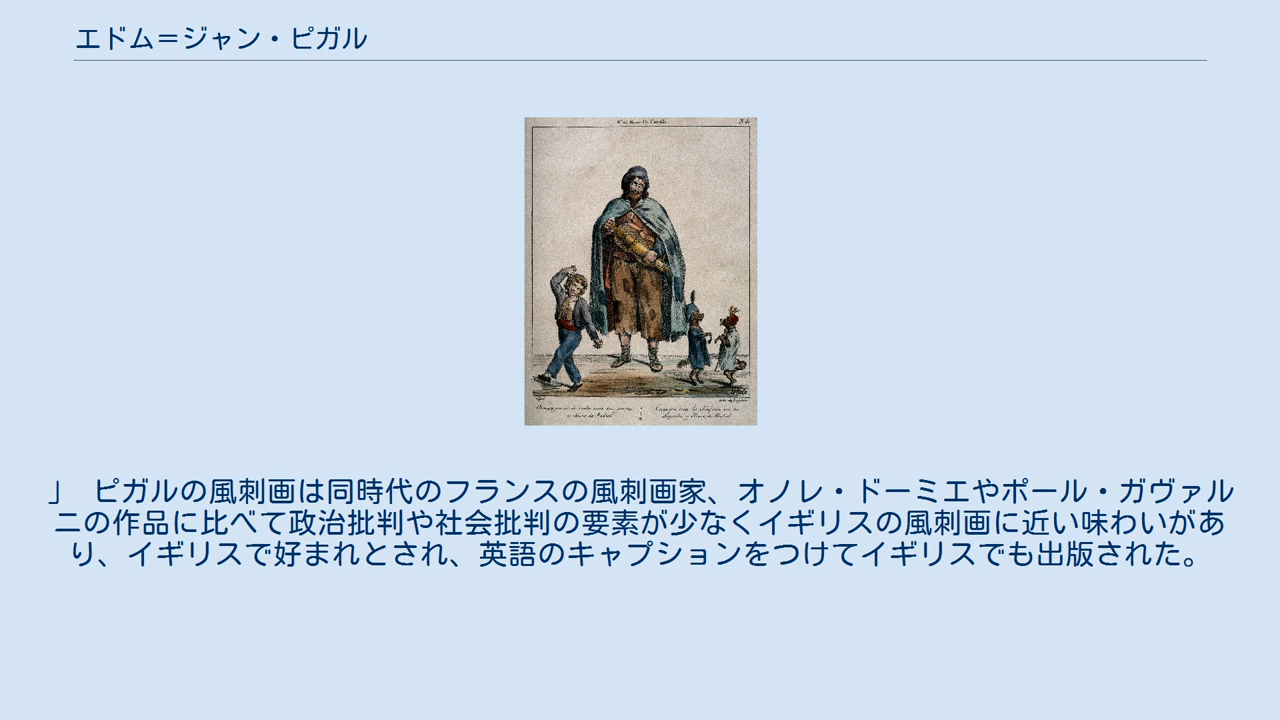 エドム＝ジャン・ピガル
」　ピガルの風刺画は同時代のフランスの風刺画家、オノレ・ドーミエやポール・ガヴァル
ニの作品に比べて政治批判や社会批判の要素が少なくイギリスの風刺画に近い味わいがあ
り、イギリスで好まれとされ、英語のキャプションをつけてイギリスでも出版された。